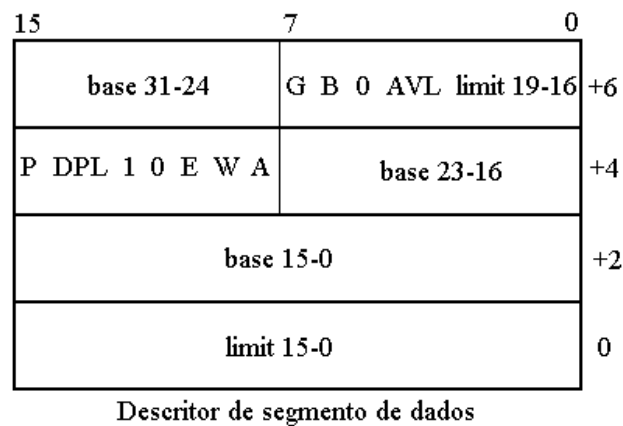 15 7 0
base 31-24 G B 0 AVL limit 19-16 +6
P DPL 1 0 E W A base 23-16 +4
base 15-0 +2
limit 15-0 0
Descritor de segmento de dados